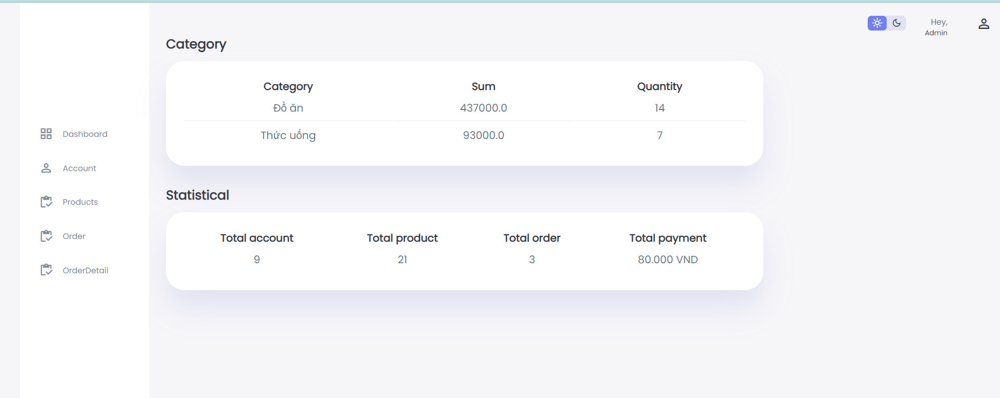 Hey,
Admin
Dashboard
Account
Products
Order
OrderDetail
Category
Category Sum Quantity
Đồ ăn 437000.0 14
Thức uống 93000.0 7
Statistical
Total account Total product Total order Total payment
9 21 3 80.000 VND